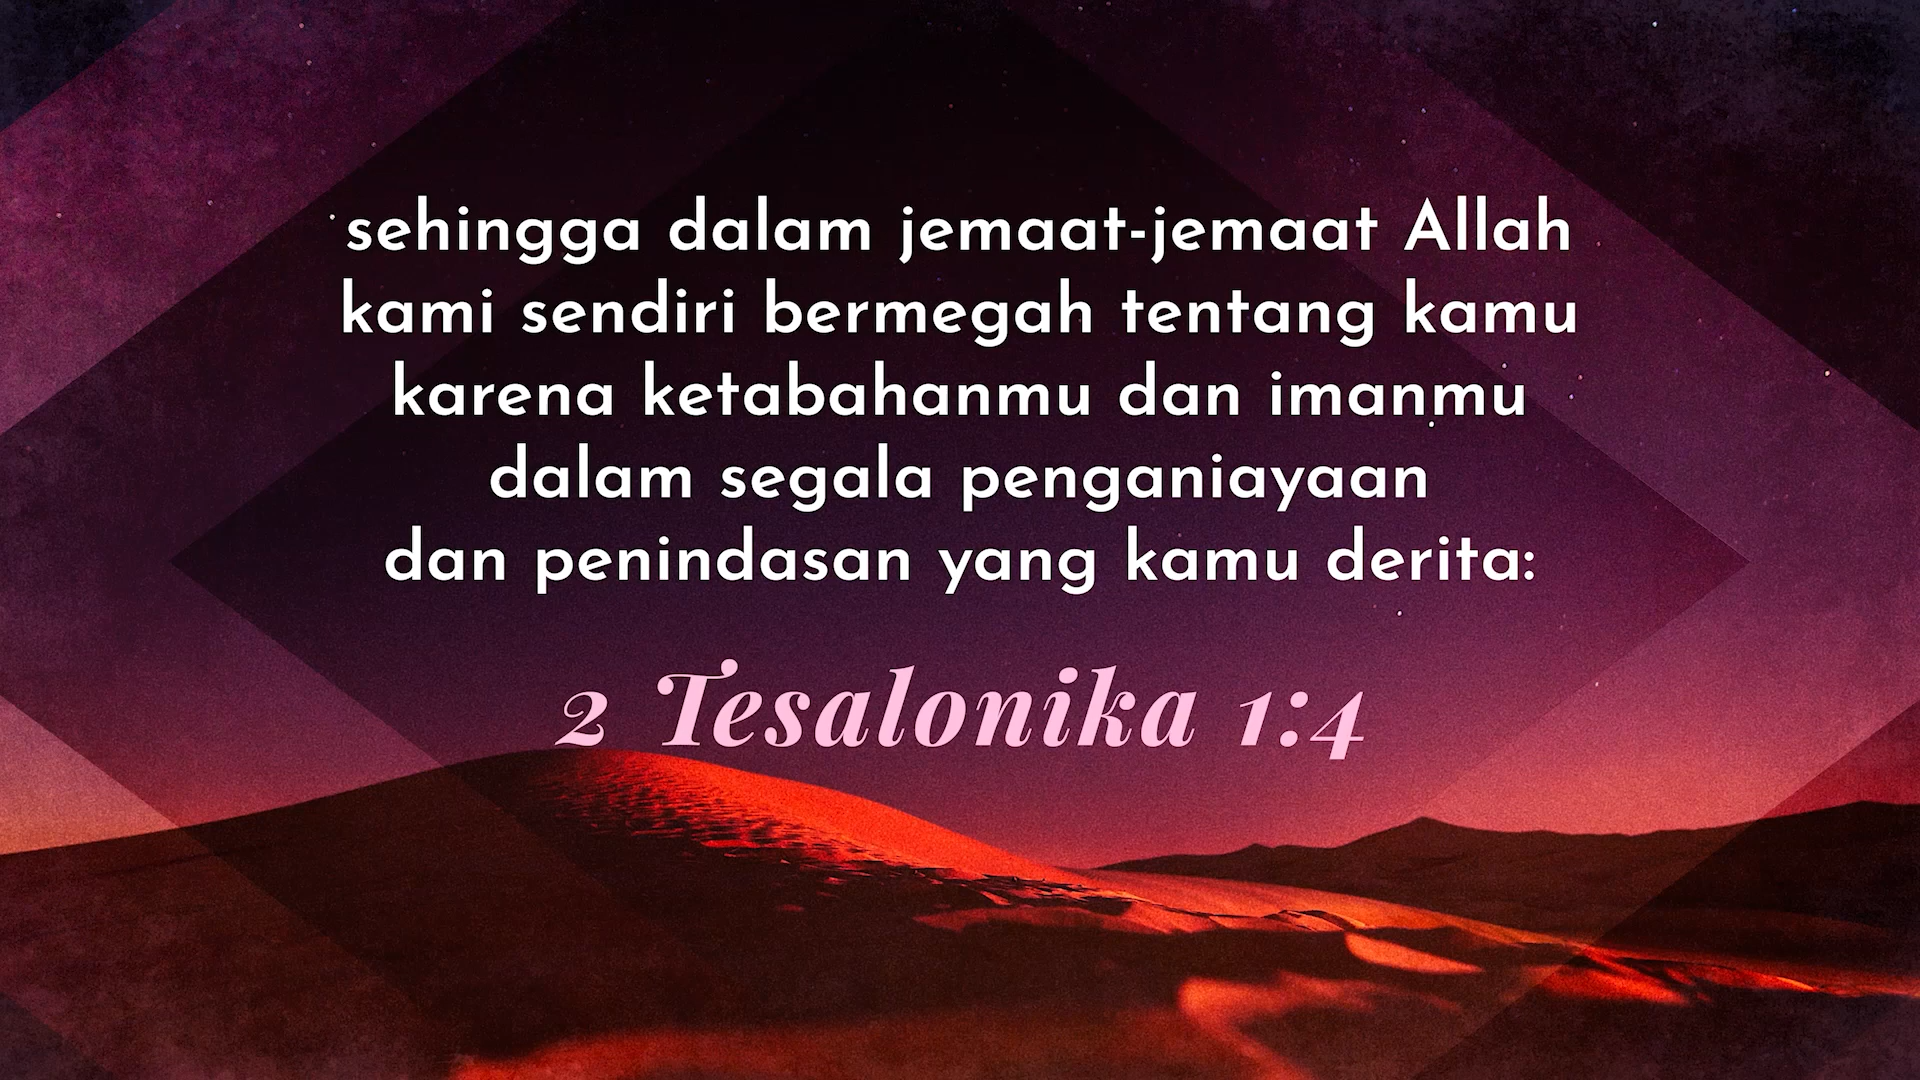 sehingga dalam jemaat-jemaat Allah
kami sendiri bermegah tentang kamu
karena ketabahanmu dan imanmu
dalam segala penganiayaan
dan penindasan yang kamu derita:
2 Tesalonika 1:4